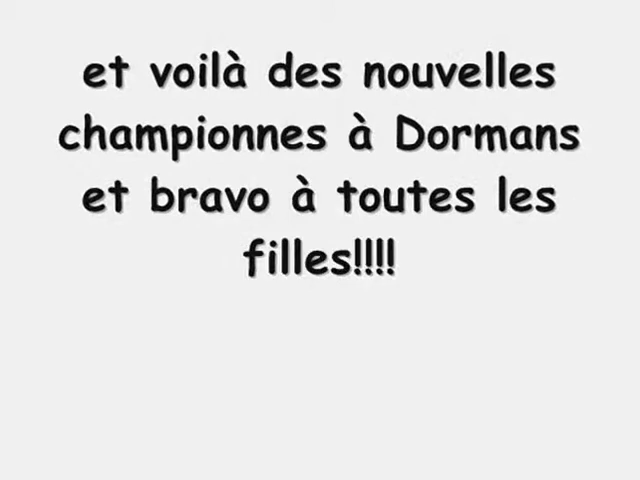 et voilà des nouvelles
championnes à Dormans
et bravo à toutes les
filles!!!!